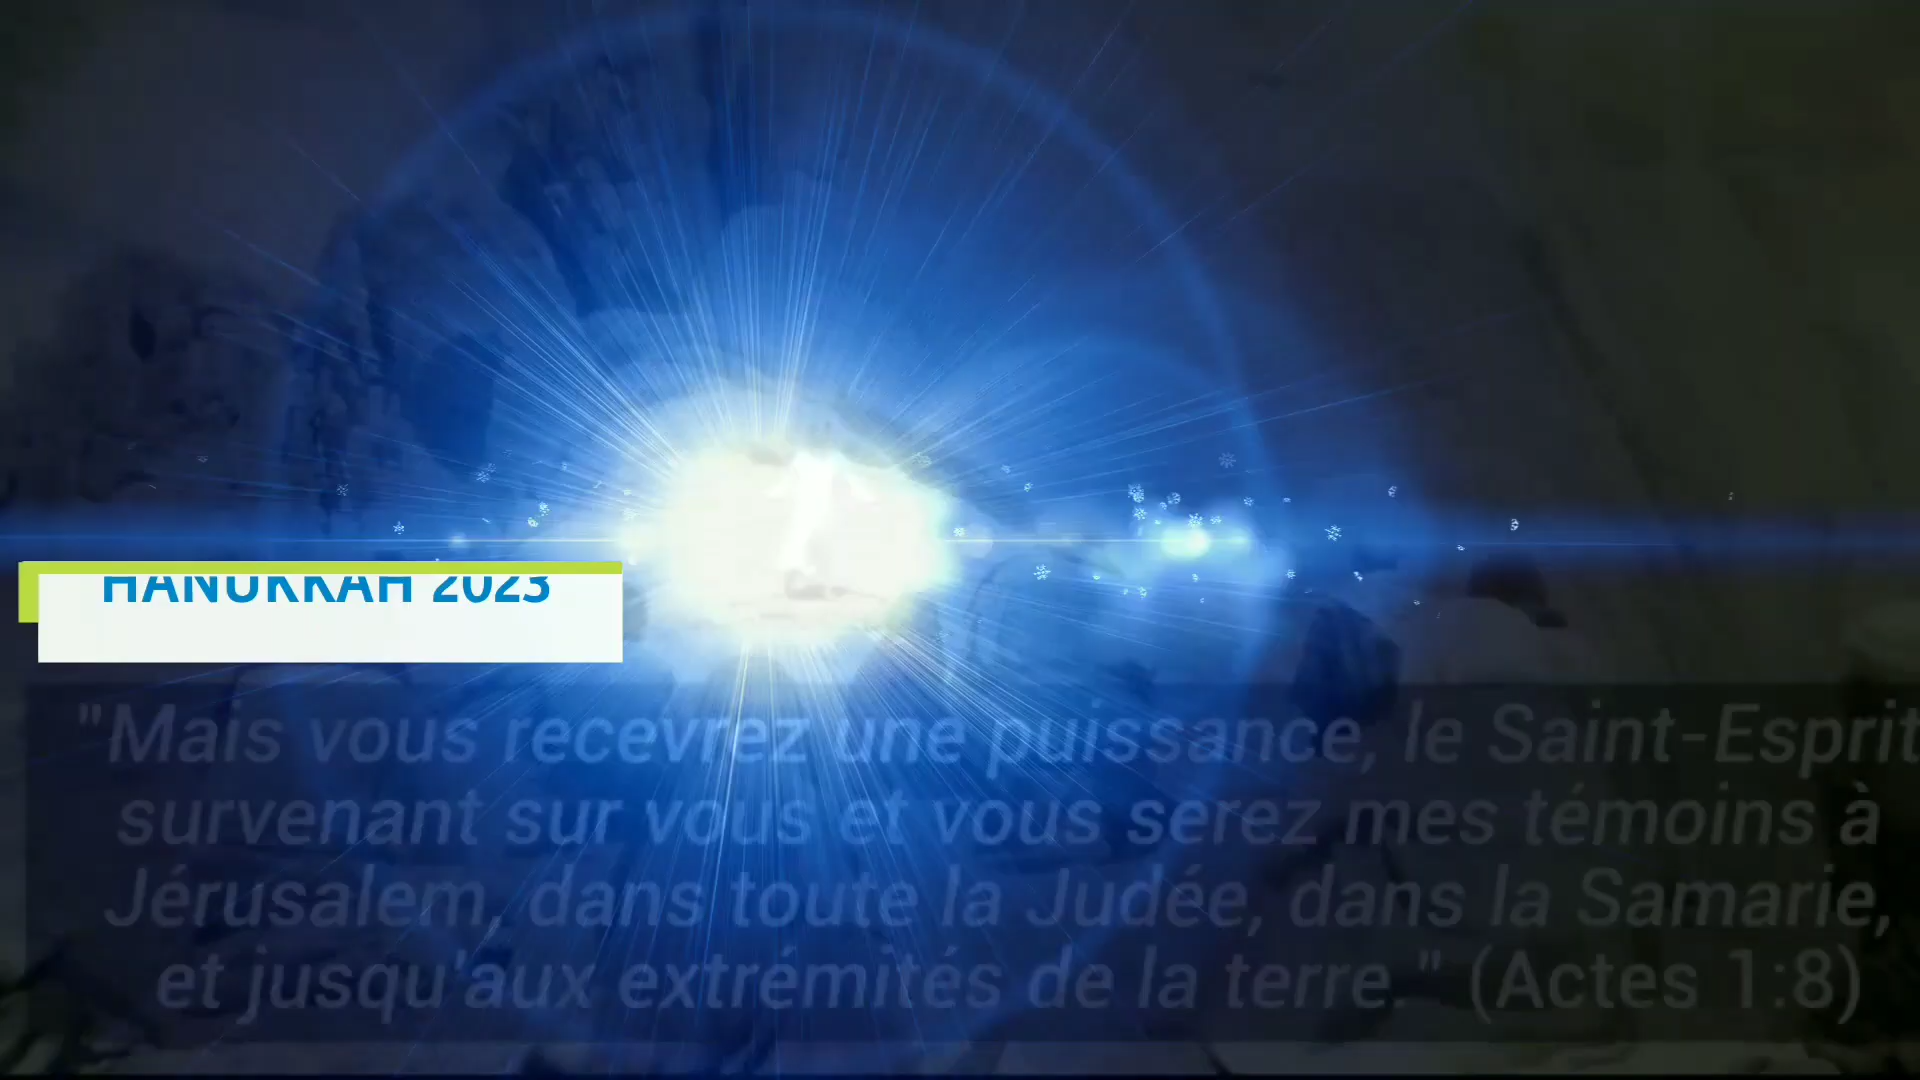 HANUKKAH 2023
"Mais vous recevrez une puissance, le Saint-Esprit
survenant sur vous et vous serez mes témoins à
Jérusalem, dans toute la Judée, dans la Samarie,
et jusqu'aux extrémités de la terre." (Actes 1:8)